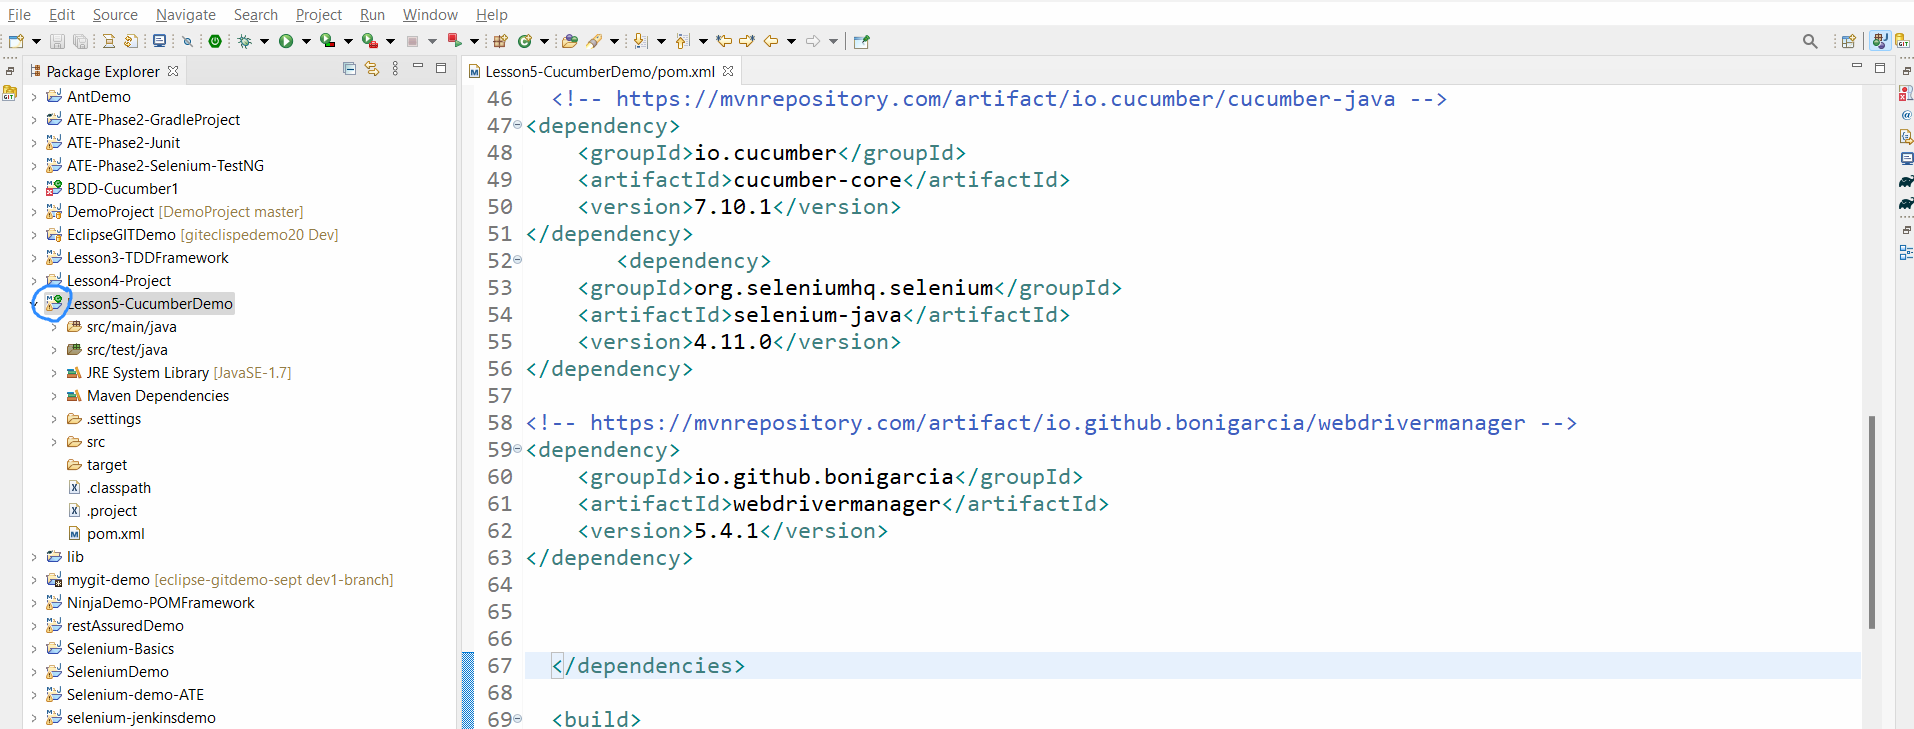 File Edit Source Navigate Search Project Run Window Help
Package Explorer
AntDemo
ATE-Phase2-GradleProject
ATE-Phase2-Junit
ATE-Phase2-Selenium-TestNG
BDD-Cucumber1
DemoProject [DemoProject master]
EclipseGITDemo [giteclispedemo20 Dev]
Lesson3-TDDFramework
Lesson4-Project
Lesson5-CucumberDemo
src/main/java
src/test/java
JRE System Library [JavaSE-1.7]
Maven Dependencies
.settings
src
target
.classpath
.project
pom.xml
lib
mygit-demo [eclipse-gitdemo-sept dev1-branch]
NinjaDemo-POMFramework
restAssuredDemo
Selenium-Basics
SeleniumDemo
Selenium-demo-ATE
selenium-jenkinsdemo
Lesson5-CucumberDemo/pom.xml
46 <!-- https://mvnrepository.com/artifact/io.cucumber/cucumber-java -->
47 <dependency>
48 <groupId>io.cucumber</groupId>
49 <artifactId>cucumber-core</artifactId>
50 <version>7.10.1</version>
51 </dependency>
52 <dependency>
53 <groupId>org.seleniumhq.selenium</groupId>
54 <artifactId>selenium-java</artifactId>
55 <version>4.11.0</version>
56 </dependency>
57
58 <!-- https://mvnrepository.com/artifact/io.github.bonigarcia/webdrivermanager -->
59 <dependency>
60 <groupId>io.github.bonigarcia</groupId>
61 <artifactId>webdrivermanager</artifactId>
62 <version>5.4.1</version>
63 </dependency>
64
65
66
67 </dependencies>
68
69 <build>